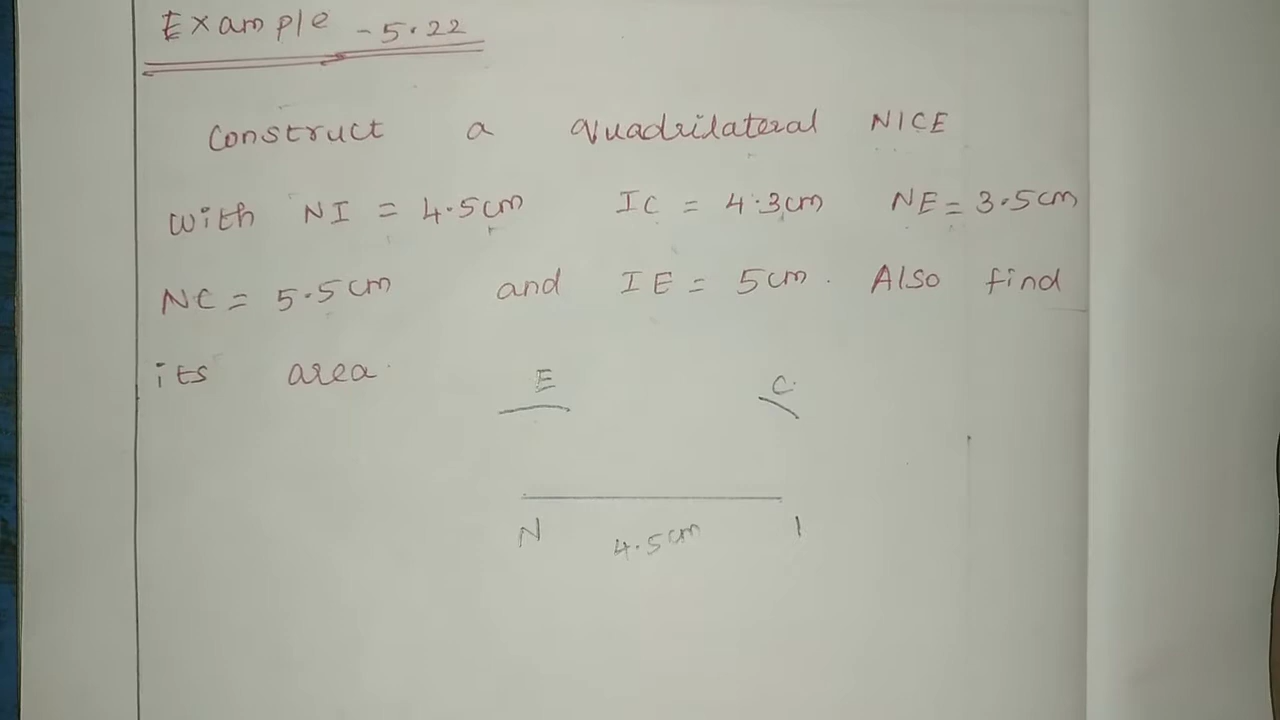 Example - 5.22
Construct a quadrilateral NICE
with NI = 4.5cm IC = 4.3cm NE = 3.5cm
NC = 5.5cm and IE = 5cm. Also find
its area.
E C
N 4.5cm I